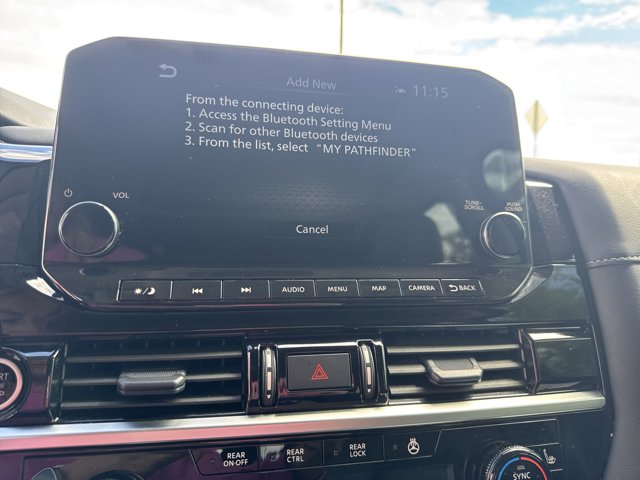 Add New
11:15
From the connecting device:
1. Access the Bluetooth Setting Menu
2. Scan for other Bluetooth devices
3. From the list, select "MY PATHFINDER"
VOL
TUNE·
SCROLL
PUSH
SOUND
Cancel
AUDIO
MENU
MAP
CAMERA
BACK
REAR
ON·OFF
REAR
CTRL
REAR
LOCK
SYNC